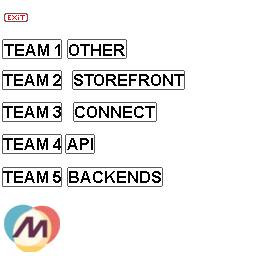 EXIT
TEAM 1 OTHER
TEAM 2 STOREFRONT
TEAM 3 CONNECT
TEAM 4 API
TEAM 5 BACKENDS
M